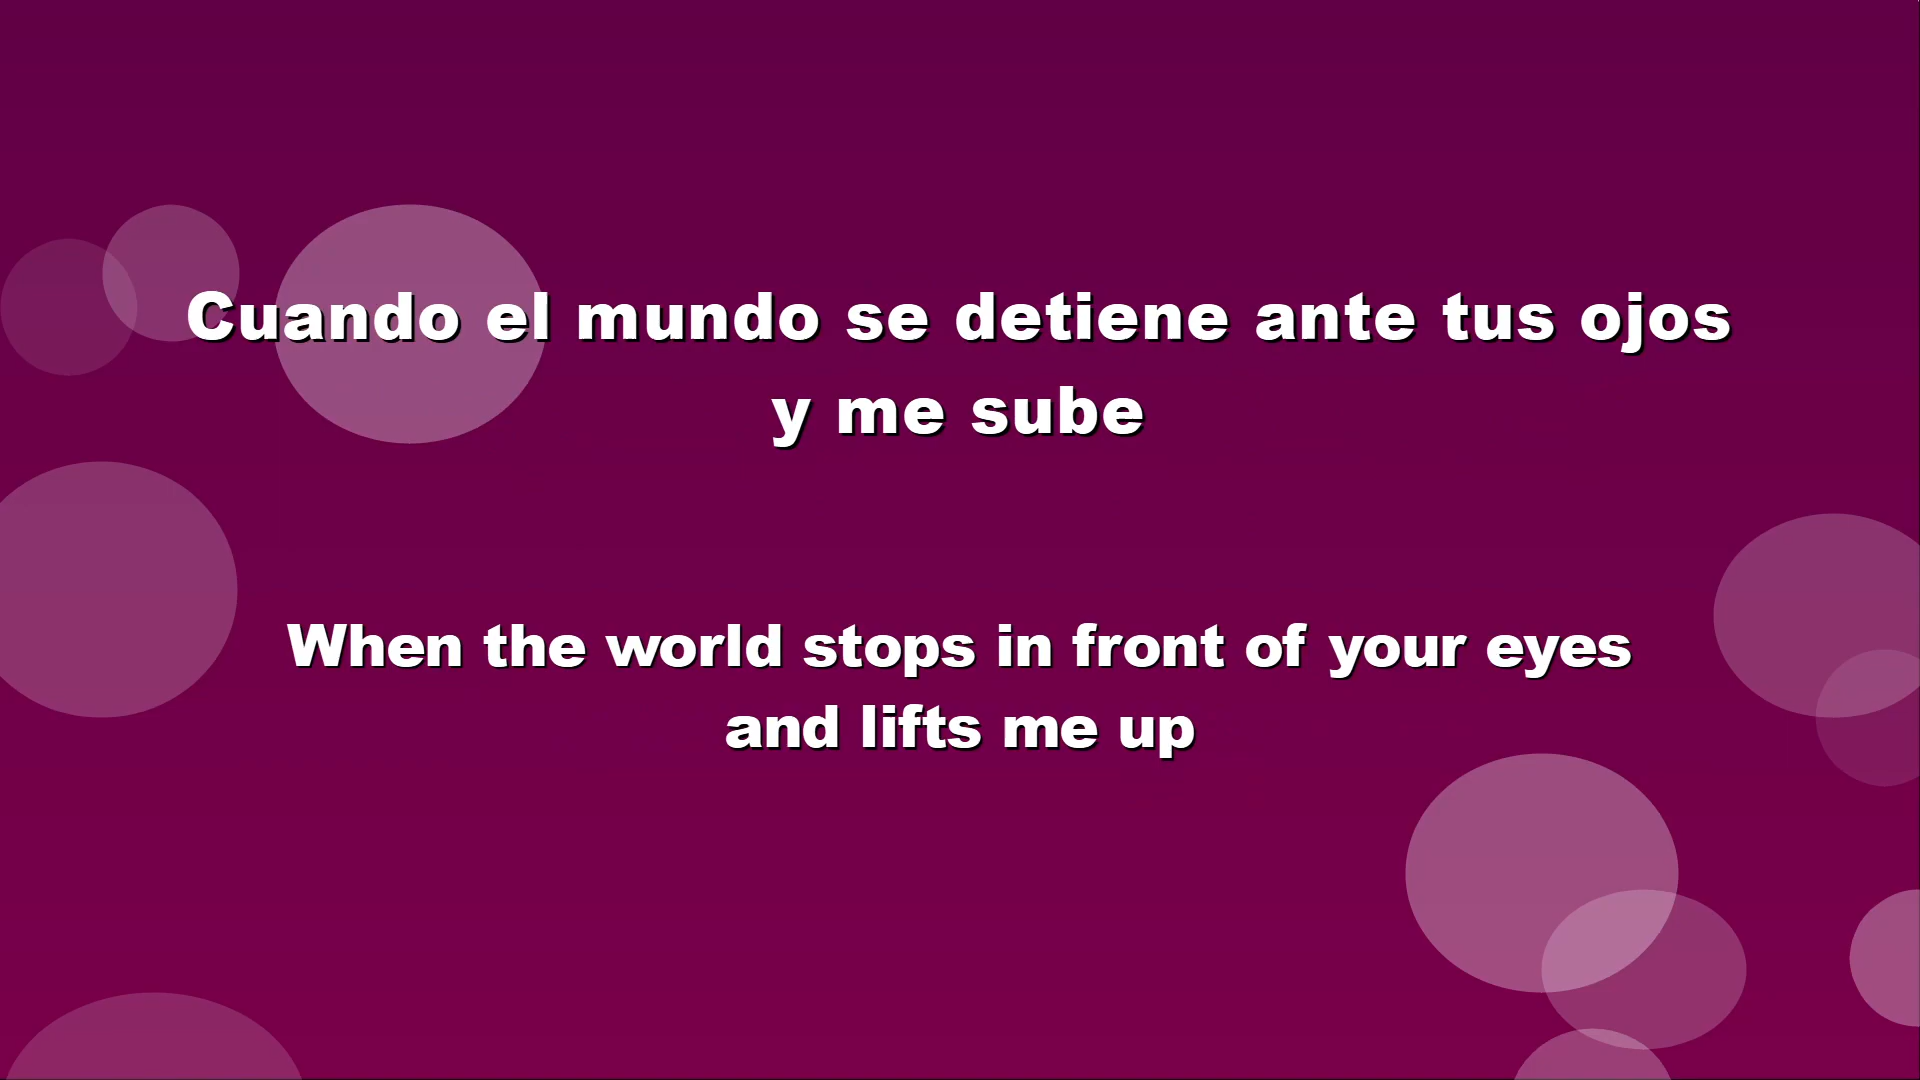 Cuando el mundo se detiene ante tus ojos
y me sube
When the world stops in front of your eyes
and lifts me up